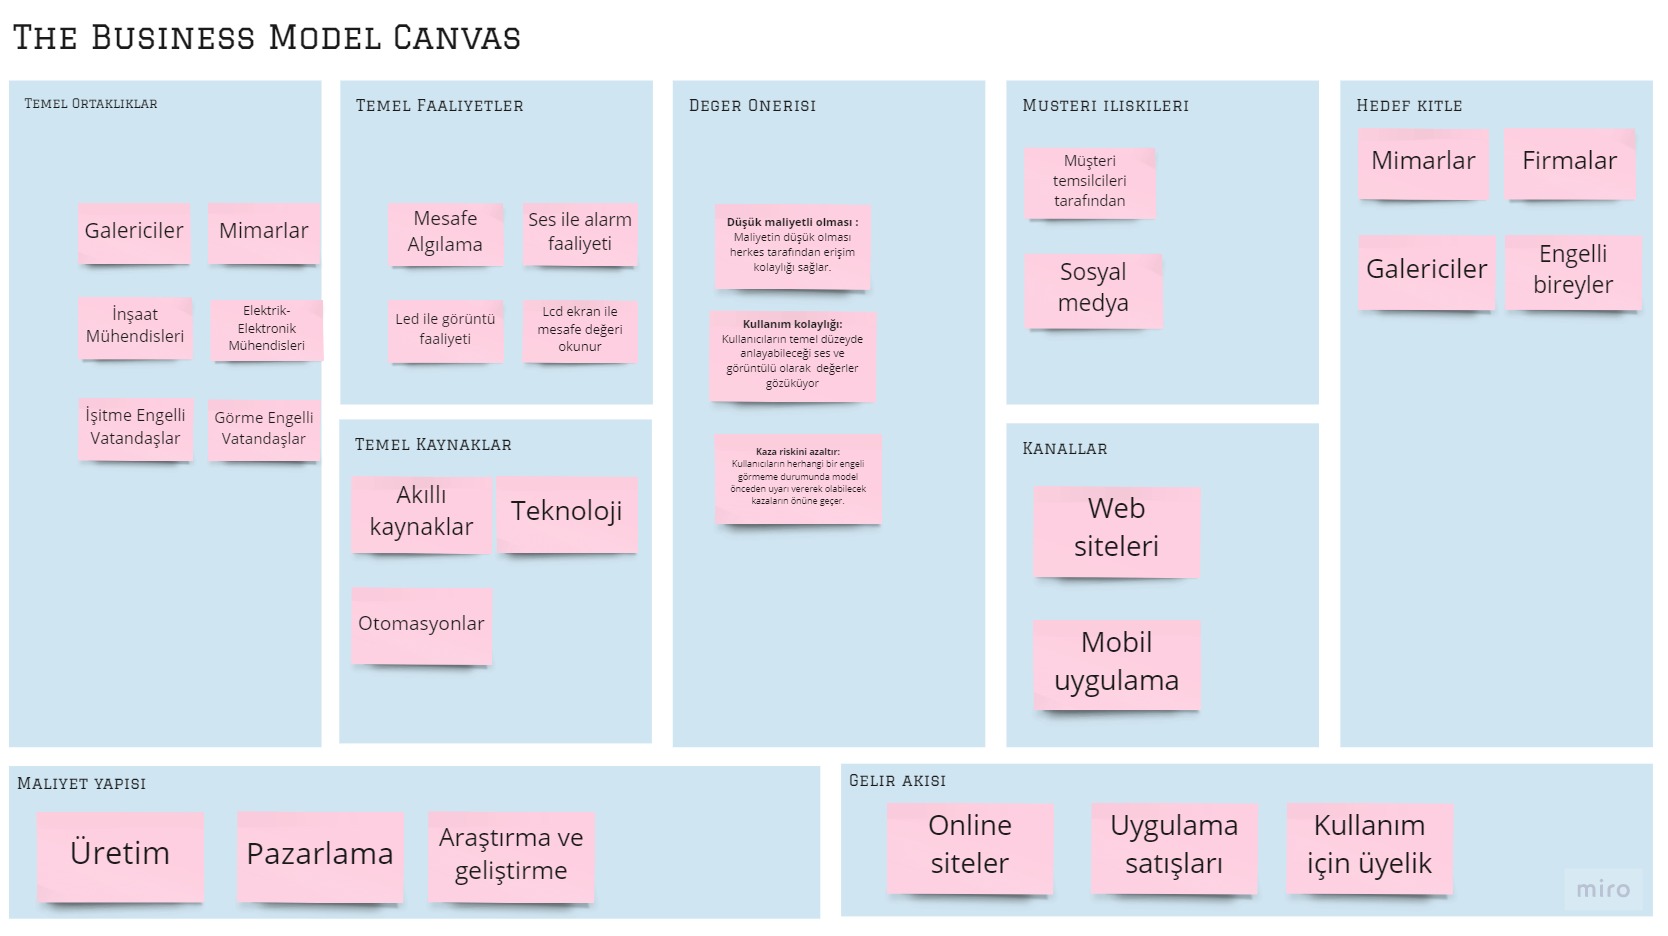 The Business Model Canvas
Temel Ortaklıklar
Galericiler
Mimarlar
İnşaat
Mühendisleri
Elektrik-
Elektronik
Mühendisleri
İşitme Engelli
Vatandaşlar
Görme Engelli
Vatandaşlar
Temel Faaliyetler
Mesafe
Algılama
Ses ile alarm
faaliyeti
Led ile görüntü
faaliyeti
Lcd ekran ile
mesafe değeri
okunur
Temel Kaynaklar
Akıllı
kaynaklar
Teknoloji
Otomasyonlar
Deger Onerisi
Düşük maliyetli olması :
Maliyetin düşük olması
herkes tarafından erişim
kolaylığı sağlar.
Kullanım kolaylığı:
Kullanıcıların temel düzeyde
anlayabileceği ses ve
görüntülü olarak değerler
gözüküyor
Kaza riskini azaltır:
Kullanıcıların herhangi bir engeli
görmeme durumunda model
önceden uyarı vererek olabilecek
kazaların önüne geçer.
Musteri iliskileri
Müşteri
temsilcileri
tarafından
Sosyal
medya
Kanallar
Web
siteleri
Mobil
uygulama
Hedef kitle
Mimarlar
Firmalar
Galericiler
Engelli
bireyler
Maliyet yapisi
Üretim
Pazarlama
Araştırma ve
geliştirme
Gelir akisi
Online
siteler
Uygulama
satışları
Kullanım
için üyelik
miro